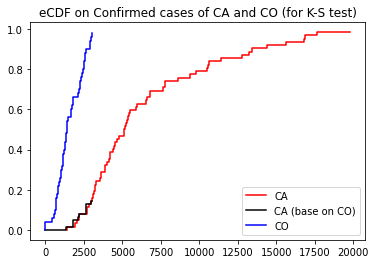 eCDF on Confirmed cases of CA and CO (for K-S test)
1.0
0.8
0.6
0.4
0.2
0.0
CA
CA (base on CO)
CO
0 2500 5000 7500 10000 12500 15000 17500 20000